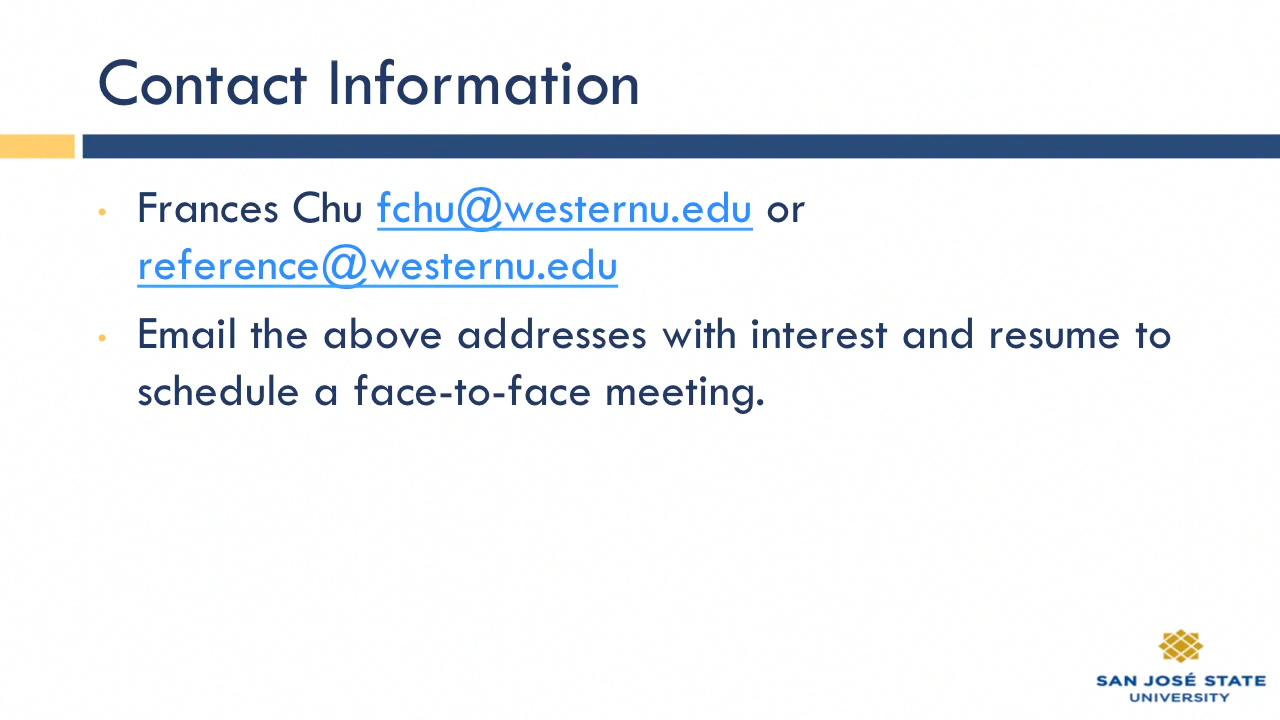 Contact Information
• Frances Chu fchu@westernu.edu or
reference@westernu.edu
• Email the above addresses with interest and resume to
schedule a face-to-face meeting.
SAN JOSÉ STATE
UNIVERSITY